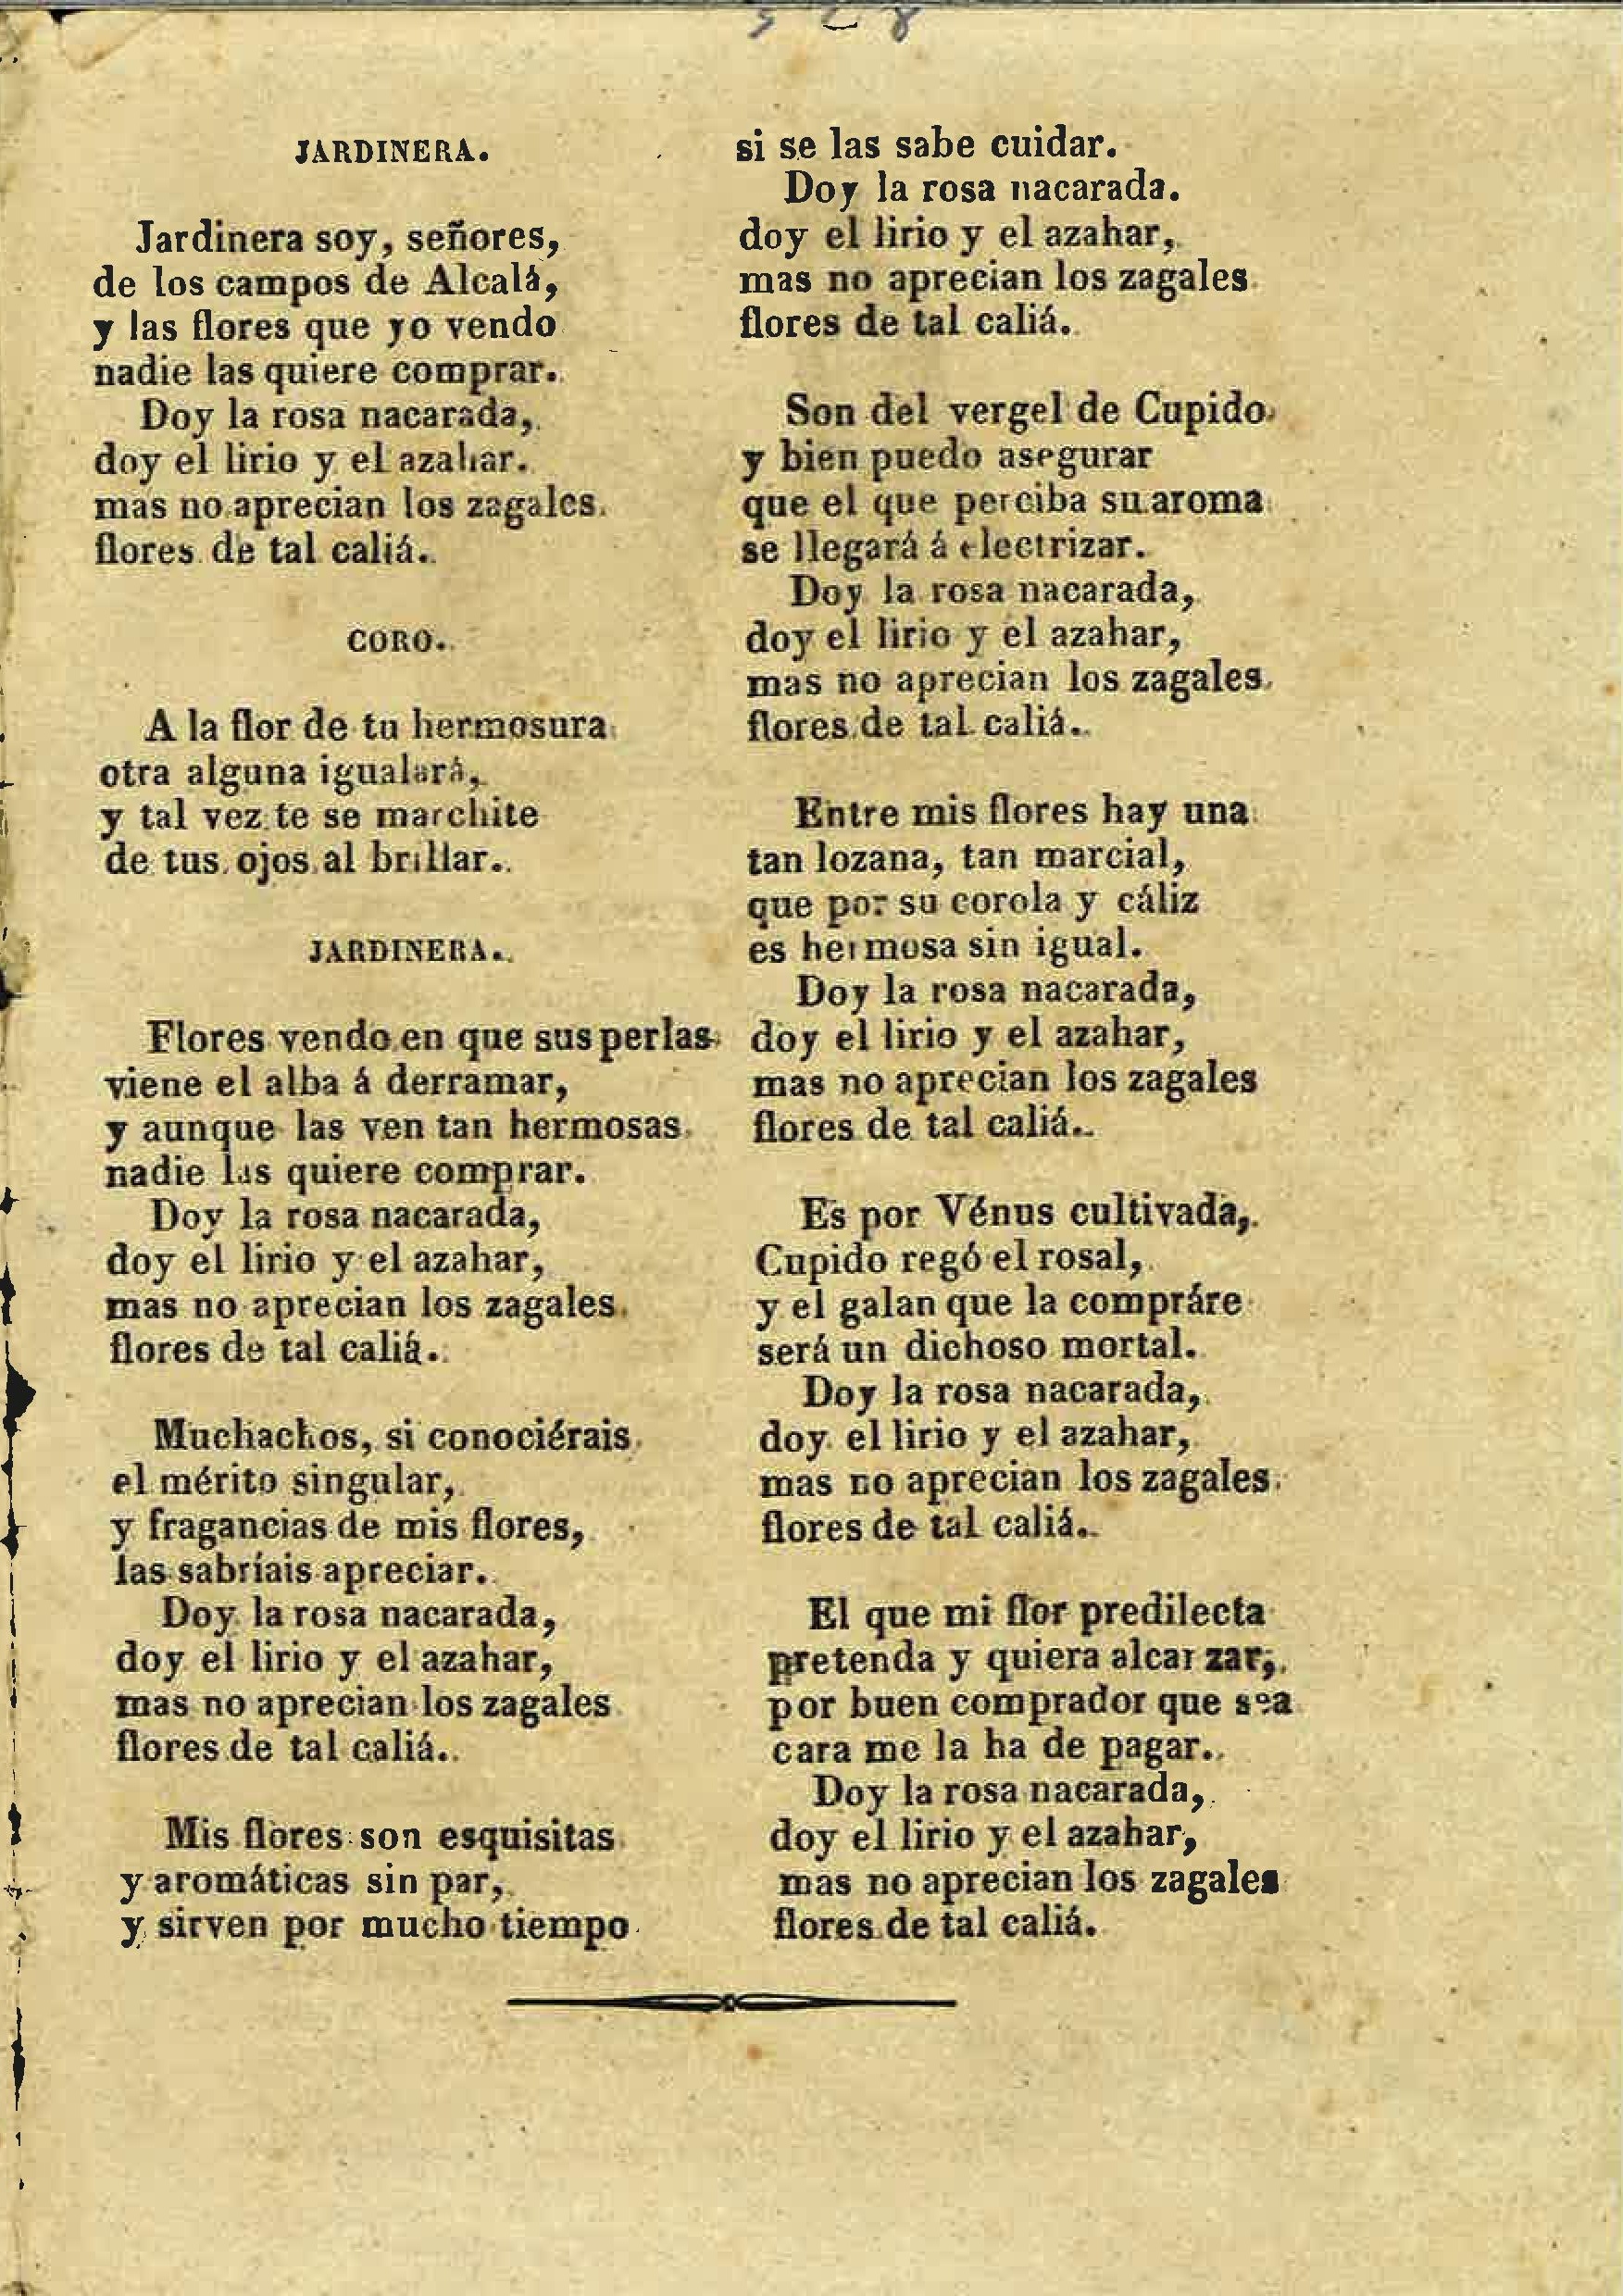 JARDINERA.
Jardinera soy, señores,
de los campos de Alcalá,
y las flores que yo vendo
nadie las quiere comprar.
Doy la rosa nacarada,
doy el lirio y el azahar.
mas no aprecian los zagales
flores de tal caliá.
CORO.
A la flor de tu hermosura
otra alguna igualará,
y tal vez te se marchite
de tus ojos al brillar.
JARDINERA.
Flores vendo en que sus perlas
viene el alba á derramar,
y aunque las ven tan hermosas
nadie las quiere comprar.
Doy la rosa nacarada,
doy el lirio y el azahar,
mas no aprecian los zagales
flores de tal caliá.
Muchachos, si conociérais
el mérito singular,
y fragancias de mis flores,
las sabríais apreciar.
Doy la rosa nacarada,
doy el lirio y el azahar,
mas no aprecian los zagales
flores de tal caliá.
Mis flores son esquisitas
y aromáticas sin par,
y sirven por mucho tiempo
si se las sabe cuidar.
Doy la rosa nacarada.
doy el lirio y el azahar,
mas no aprecian los zagales
flores de tal caliá.
Son del vergel de Cupido
y bien puedo asegurar
que el que perciba su aroma
se llegará á electrizar.
Doy la rosa nacarada,
doy el lirio y el azahar,
mas no aprecian los zagales
flores de tal caliá.
Entre mis flores hay una
tan lozana, tan marcial,
que por su corola y cáliz
es hermosa sin igual.
Doy la rosa nacarada,
doy el lirio y el azahar,
mas no aprecian los zagales
flores de tal caliá.
Es por Vénus cultivada,
Cupido regó el rosal,
y el galan que la compráre
será un dichoso mortal.
Doy la rosa nacarada,
doy el lirio y el azahar,
mas no aprecian los zagales
flores de tal caliá.
El que mi flor predilecta
pretenda y quiera alcanzar,
por buen comprador que sea
cara me la ha de pagar.
Doy la rosa nacarada,
doy el lirio y el azahar,
mas no aprecian los zagales
flores de tal caliá.